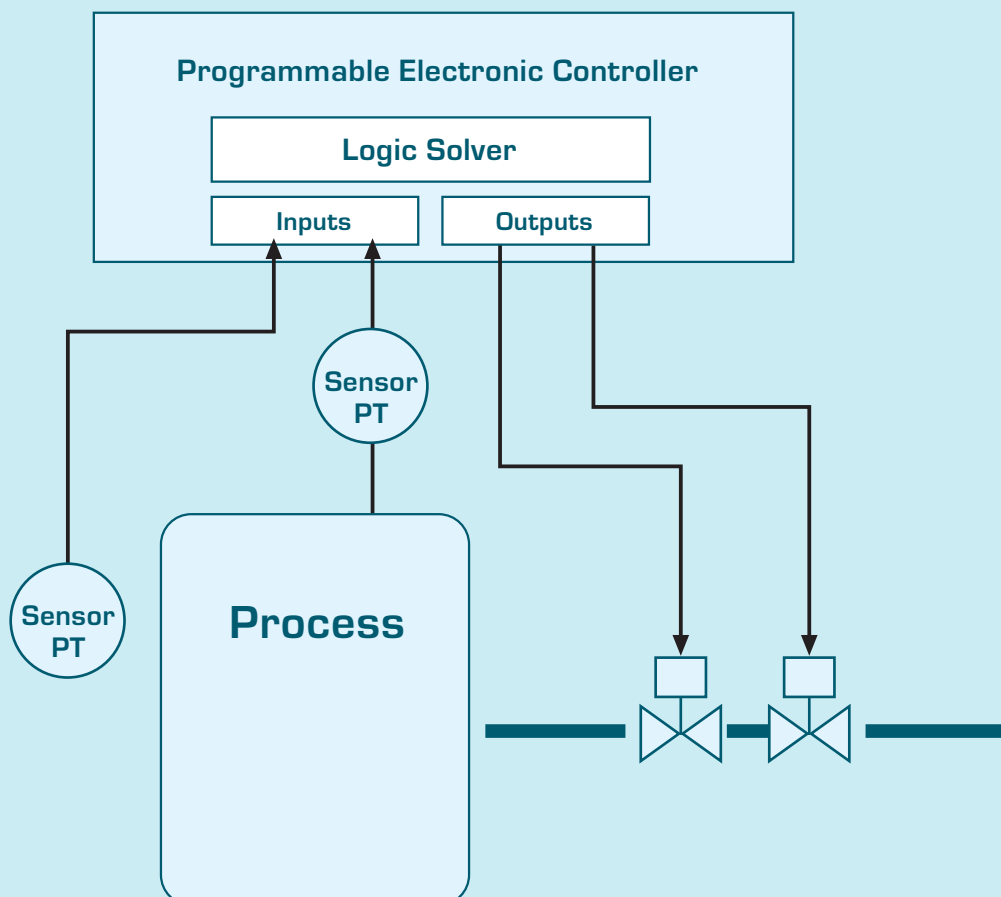 Programmable Electronic Controller
Logic Solver
Inputs
Outputs
Sensor
PT
Sensor
PT
Process